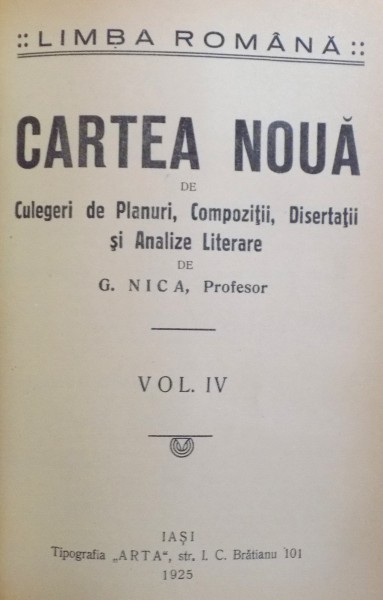 :: LIMBA ROMÂNĂ ::
CARTEA NOUĂ
DE
Culegeri de Planuri, Compoziţii, Disertaţii
şi Analize Literare
DE
G. NICA, Profesor
VOL. IV
IAŞI
Tipografia „ARTA“, str. I. C. Brătianu 101
1925